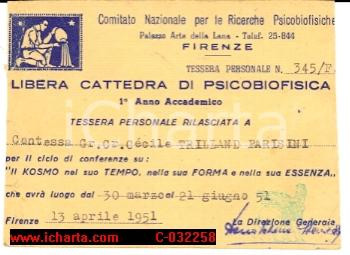 Comitato Nazionale per le Ricerche Psicobiofisiche
Palazzo Arte della Lana - Telef. 25-844
FIRENZE
TESSERA PERSONALE N. 345/F.
LIBERA CATTEDRA DI PSICOBIOFISICA
1° Anno Accademico
TESSERA PERSONALE RILASCIATA A
Contessa Gr.Cr.Cécile TRILLAND PARISINI
per il ciclo di conferenze su:
"Il KOSMO nel suo TEMPO, nella sua FORMA e nella sua ESSENZA„
che avrà luogo dal 30 marzo al 21 giugno 51
Firenze 13 aprile 1951
La Direzione Generale
iCharta
www.icharta.com C-032258